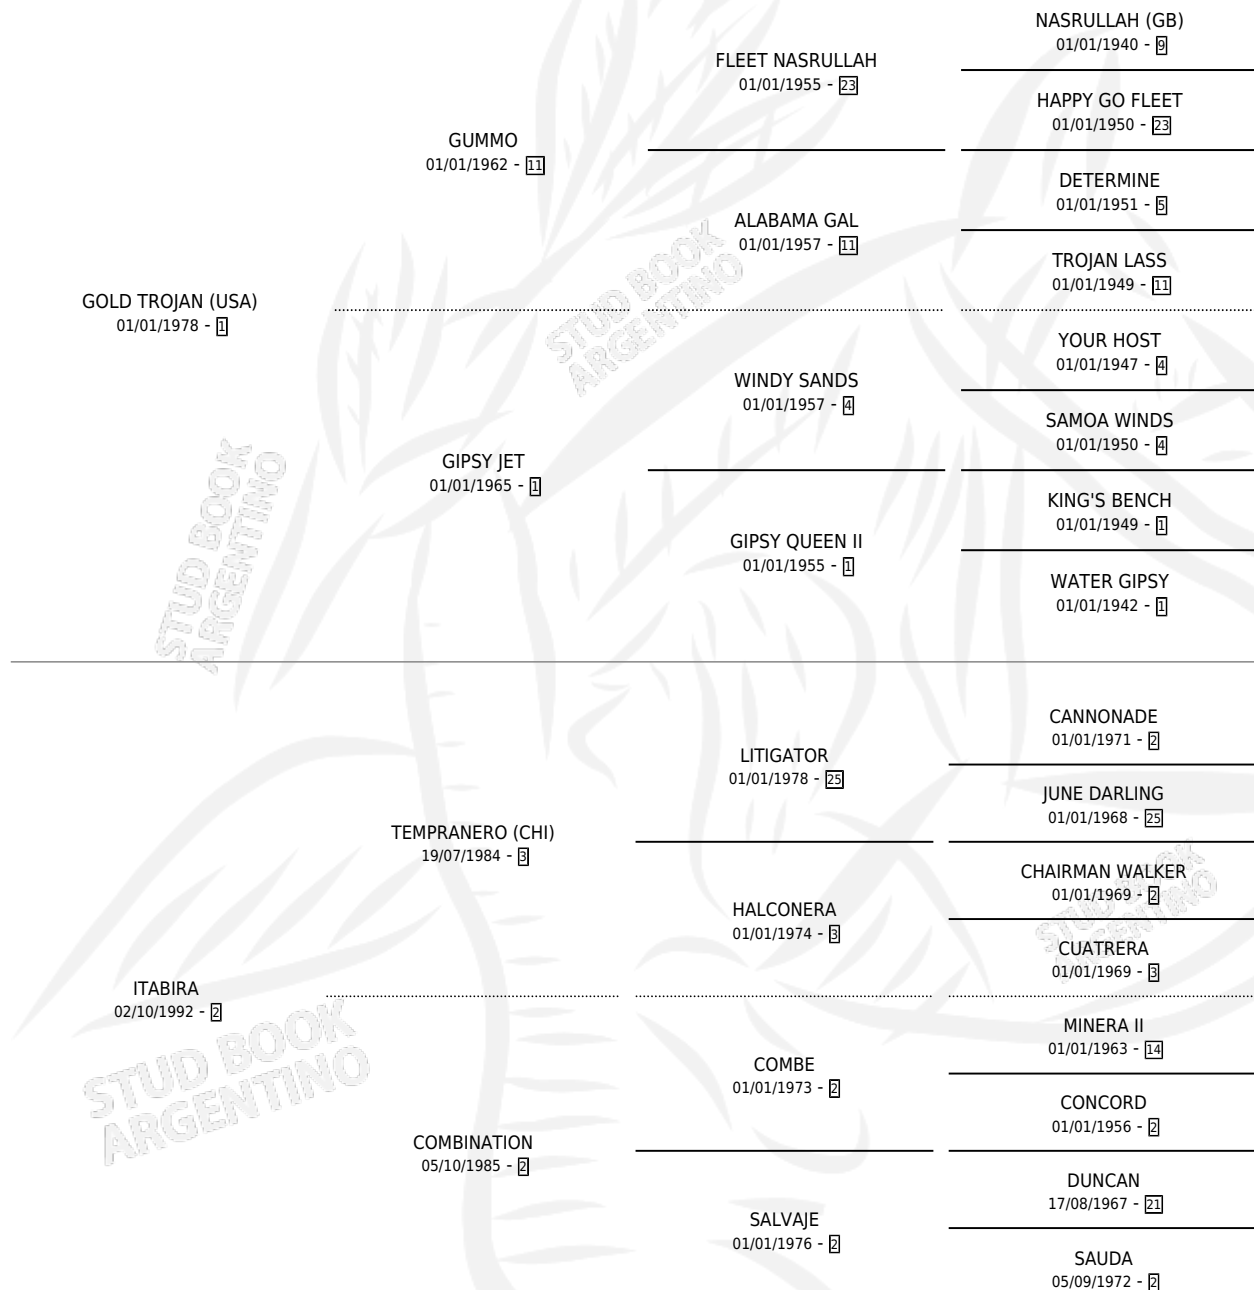 NASRULLAH (GB)
01/01/1940 - 9
FLEET NASRULLAH
01/01/1955 - 23
HAPPY GO FLEET
01/01/1950 - 23
GUMMO
01/01/1962 - 11
DETERMINE
01/01/1951 - 5
ALABAMA GAL
01/01/1957 - 11
TROJAN LASS
01/01/1949 - 11
GOLD TROJAN (USA)
01/01/1978 - 1
YOUR HOST
01/01/1947 - 4
WINDY SANDS
01/01/1957 - 4
SAMOA WINDS
01/01/1950 - 4
GIPSY JET
01/01/1965 - 1
KING'S BENCH
01/01/1949 - 1
GIPSY QUEEN II
01/01/1955 - 1
WATER GIPSY
01/01/1942 - 1
CANNONADE
01/01/1971 - 2
LITIGATOR
01/01/1978 - 25
JUNE DARLING
01/01/1968 - 25
TEMPRANERO (CHI)
19/07/1984 - 3
CHAIRMAN WALKER
01/01/1969 - 2
HALCONERA
01/01/1974 - 3
CUATRERA
01/01/1969 - 3
ITABIRA
02/10/1992 - 2
MINERA II
01/01/1963 - 14
COMBE
01/01/1973 - 2
CONCORD
01/01/1956 - 2
COMBINATION
05/10/1985 - 2
DUNCAN
17/08/1967 - 21
SALVAJE
01/01/1976 - 2
SAUDA
05/09/1972 - 2
STUD BOOK
ARGENTINO
STUD BOOK
ARGENTINO
STUD BOOK
ARGENTINO
STUD BOOK
ARGENTINO